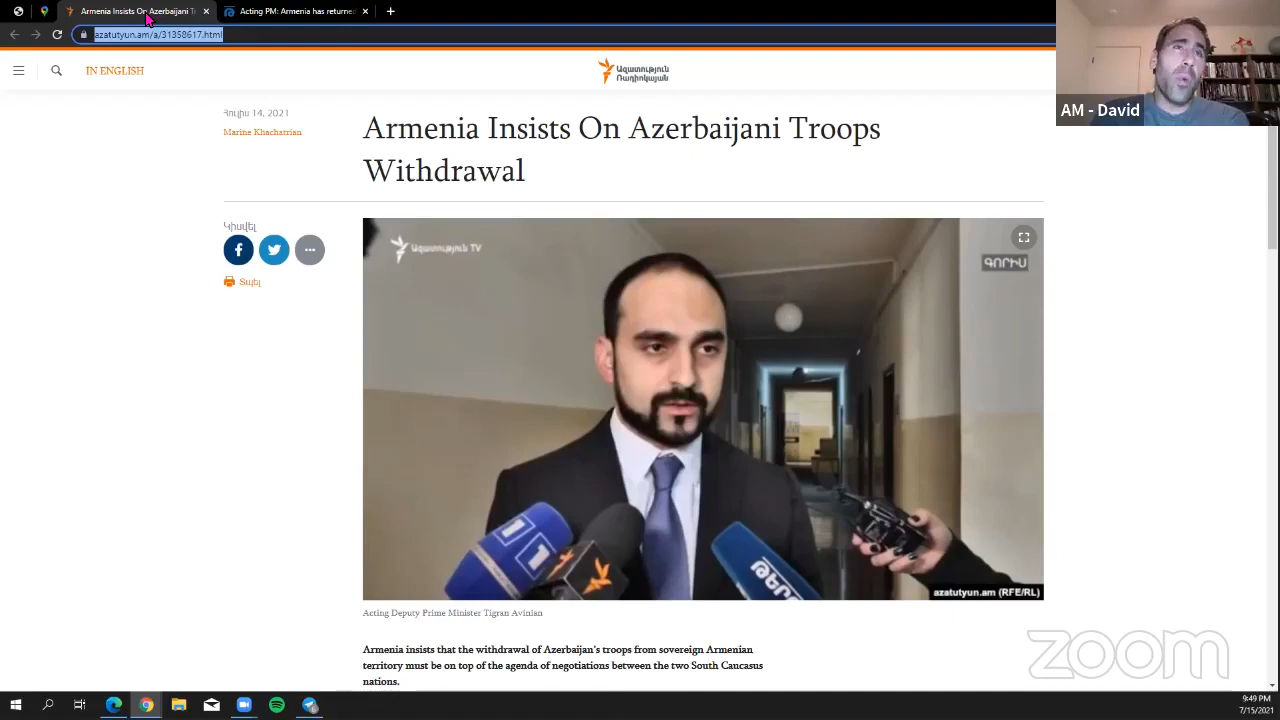 Armenia Insists On Azerbaijani T
Acting PM: Armenia has returned
azatutyun.am/a/31358617.html
IN ENGLISH
Ազատություն
Ռադիոկայան
AM - David
Հուլիս 14, 2021
Marine Khachatrian
Armenia Insists On Azerbaijani Troops
Withdrawal
Կիսվել
Տպել
Ազատություն TV
ԳՈՐԻՍ
1 1
azatutyun.am (RFE/RL)
Acting Deputy Prime Minister Tigran Avinian
Armenia insists that the withdrawal of Azerbaijan's troops from sovereign Armenian
territory must be on top of the agenda of negotiations between the two South Caucasus
nations.
zoom
9:49 PM
7/15/2021